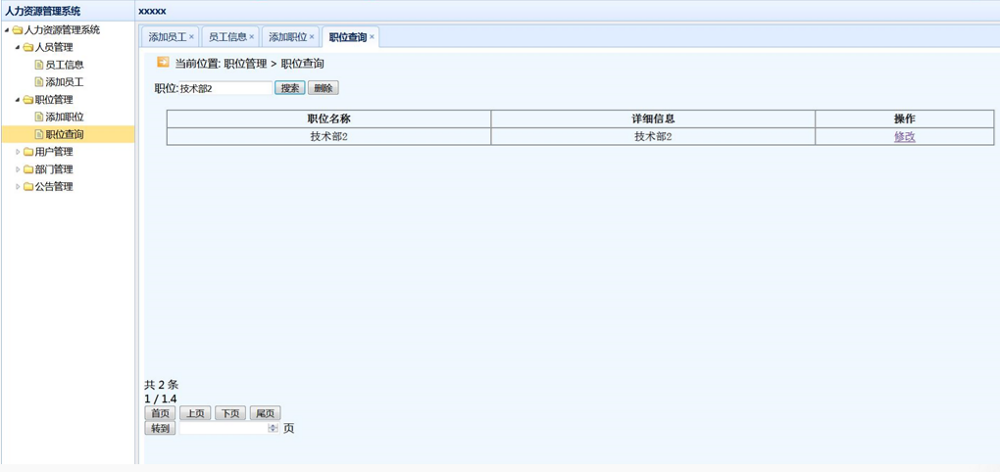 人力资源管理系统
xxxxx
人力资源管理系统
人员管理
员工信息
添加员工
职位管理
添加职位
职位查询
用户管理
部门管理
公告管理
添加员工× 员工信息× 添加职位× 职位查询×
当前位置: 职位管理 > 职位查询
职位:技术部2 搜索 删除
职位名称 详细信息 操作
技术部2 技术部2 修改
共 2 条
1 / 1.4
首页 上页 下页 尾页
转到 页